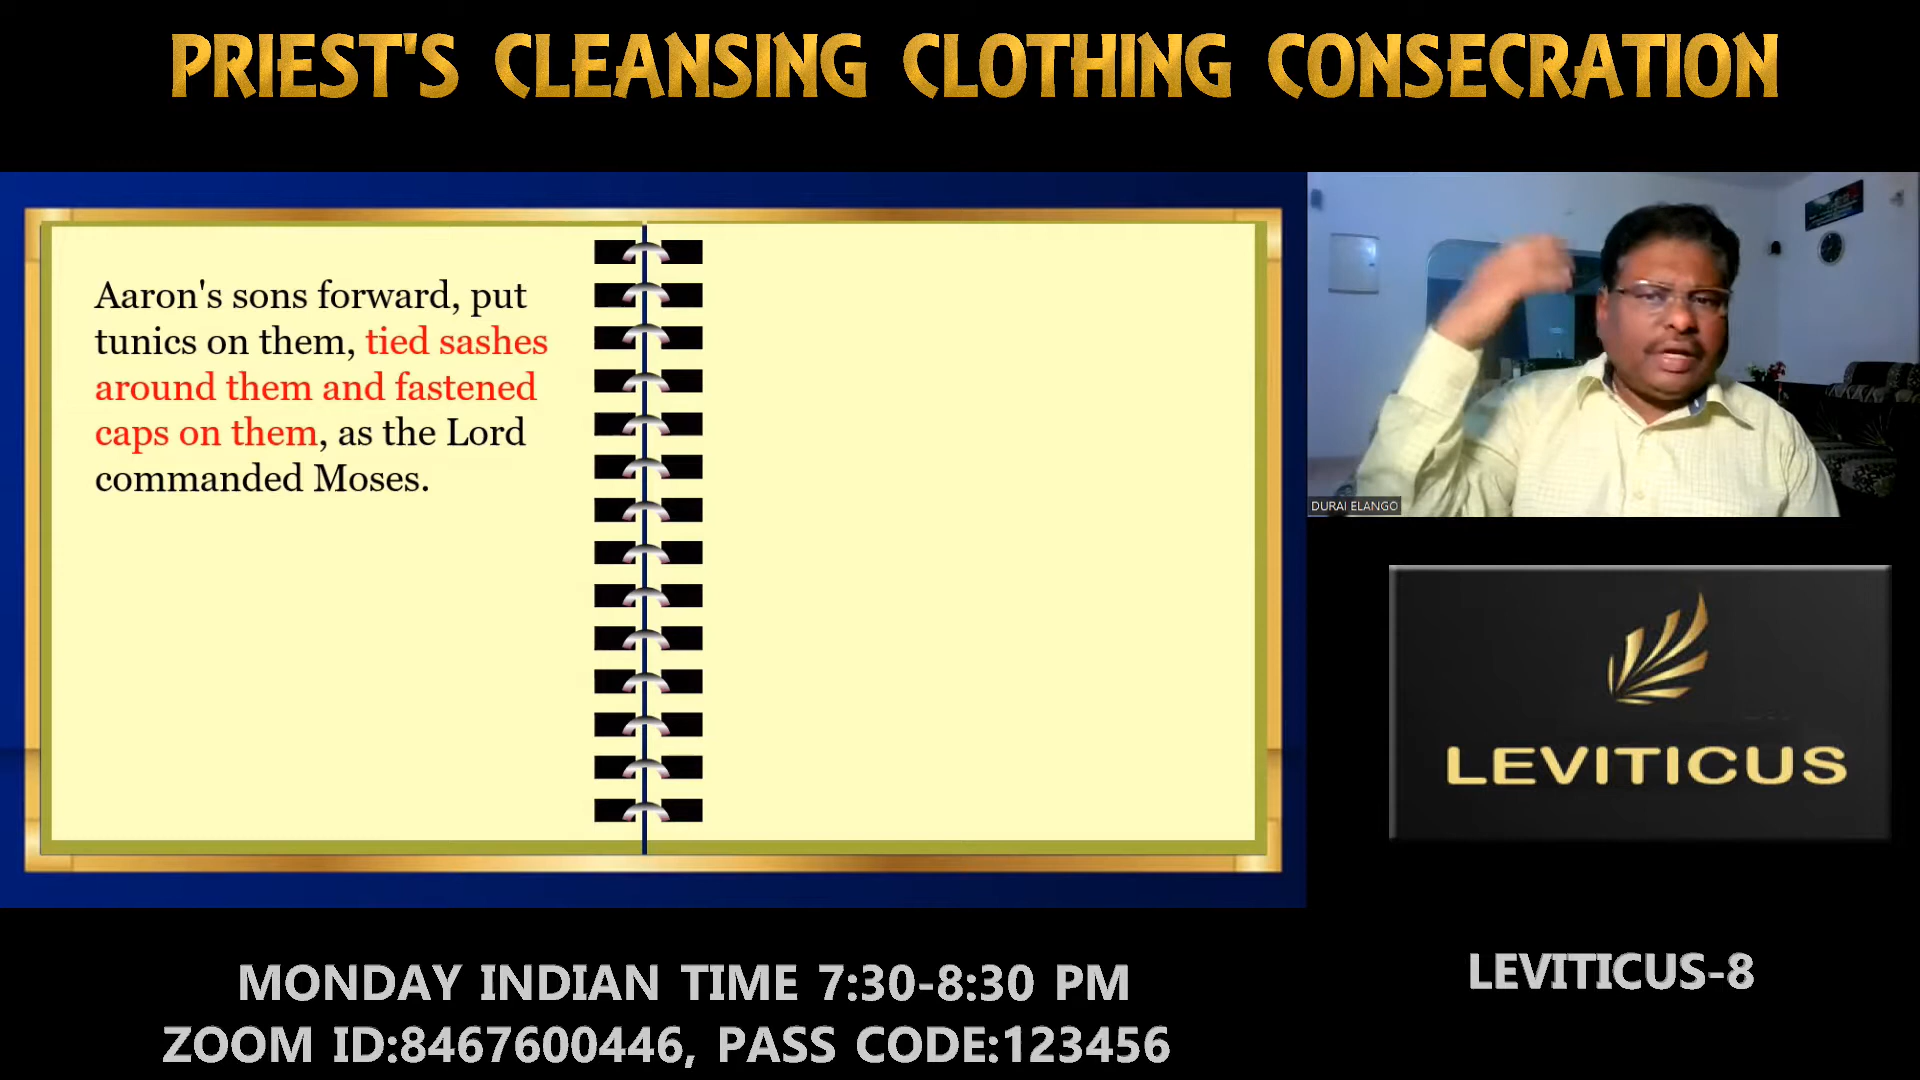 PRIEST'S CLEANSING CLOTHING CONSECRATION
Aaron's sons forward, put
tunics on them, tied sashes
around them and fastened
caps on them, as the Lord
commanded Moses.
DURAI ELANGO
LEVITICUS
LEVITICUS-8
MONDAY INDIAN TIME 7:30-8:30 PM
ZOOM ID:8467600446, PASS CODE:123456